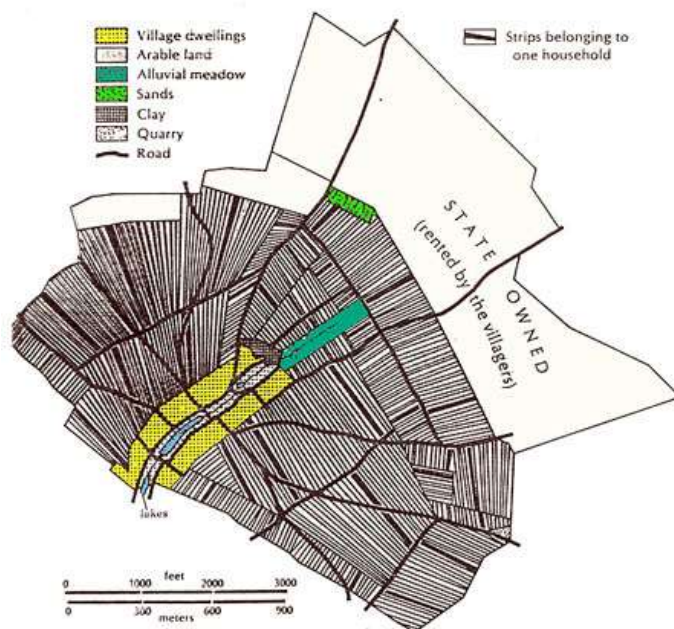 Village dwellings
Arable land
Alluvial meadow
Sands
Clay
Quarry
Road
Strips belonging to
one household
STATE OWNED
(rented by the villagers)
lakes
feet
0 1000 2000 3000
0 300 600 900
meters